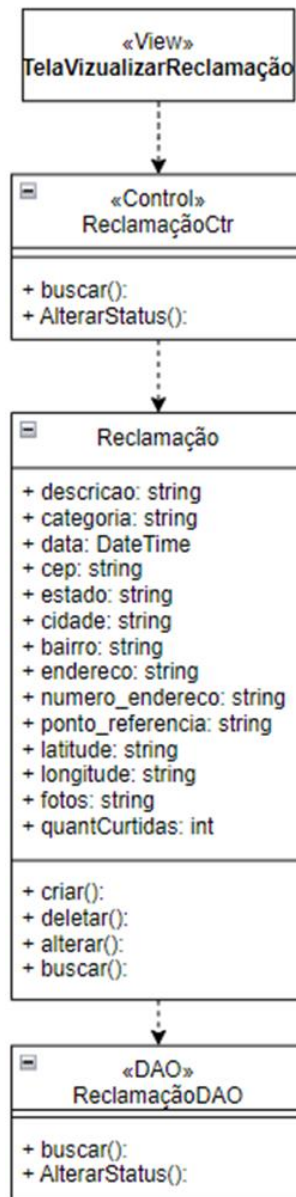 «View»
TelaVizualizarReclamação
«Control»
ReclamaçãoCtr
+ buscar():
+ AlterarStatus():
Reclamação
+ descricao: string
+ categoria: string
+ data: DateTime
+ cep: string
+ estado: string
+ cidade: string
+ bairro: string
+ endereco: string
+ numero_endereco: string
+ ponto_referencia: string
+ latitude: string
+ longitude: string
+ fotos: string
+ quantCurtidas: int
+ criar():
+ deletar():
+ alterar():
+ buscar():
«DAO»
ReclamaçãoDAO
+ buscar():
+ AlterarStatus():